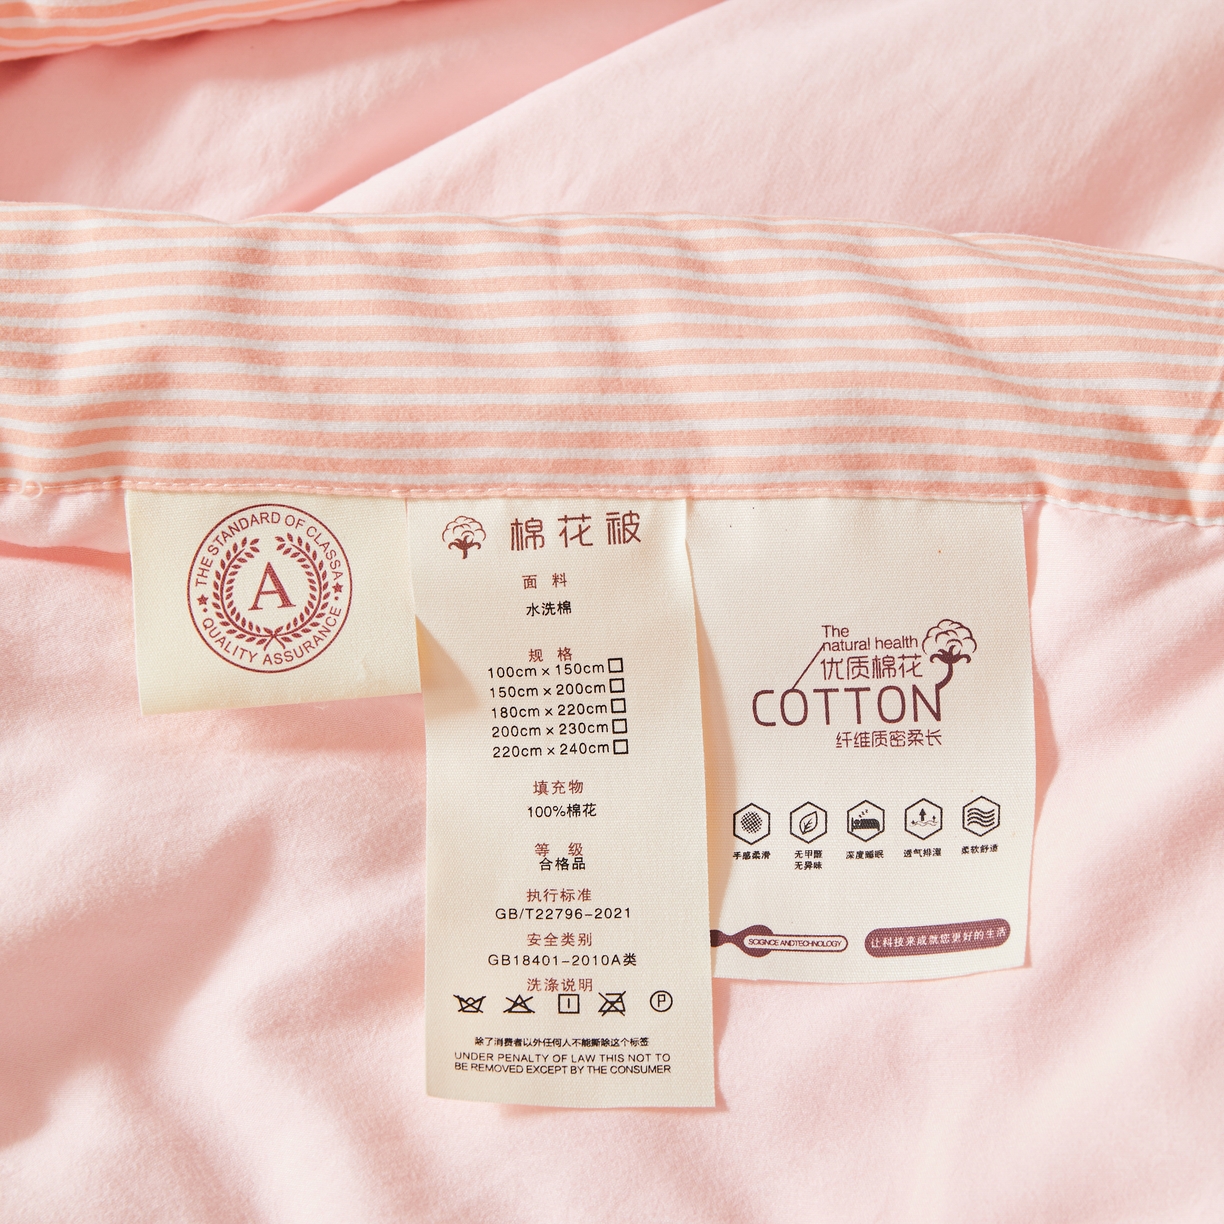 THE STANDARD OF CLASSA
A
QUALITY ASSURANCE
棉花被
面 料
水洗棉
规 格
100cm×150cm□
150cm×200cm□
180cm×220cm□
200cm×230cm□
220cm×240cm□
填充物
100%棉花
等 级
合格品
执行标准
GB/T22796-2021
安全类别
GB18401-2010A类
洗涤说明
P
除了消费者以外任何人不能撕除这个标签
UNDER PENALTY OF LAW THIS NOT TO
BE REMOVED EXCEPT BY THE CONSUMER
The
natural health
优质棉花
COTTON
纤维质密柔长
手感柔滑
无甲醛
无异味
深度睡眠
透气排湿
柔软舒适
SCIGNCE ANDTECHNOLOGY
让科技来成就您更好的生活